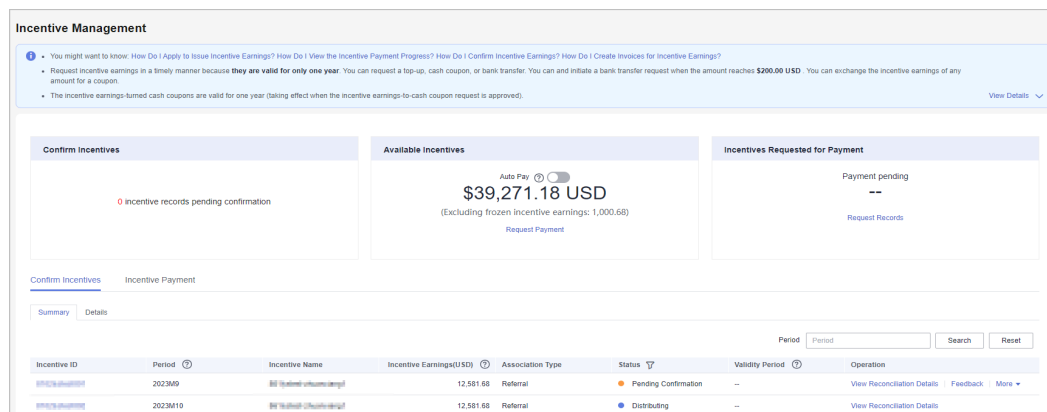 Incentive Management
• You might want to know: How Do I Apply to Issue Incentive Earnings? How Do I View the Incentive Payment Progress? How Do I Confirm Incentive Earnings? How Do I Create Invoices for Incentive Earnings?
• Request incentive earnings in a timely manner because they are valid for only one year. You can request a top-up, cash coupon, or bank transfer. You can and initiate a bank transfer request when the amount reaches $200.00 USD . You can exchange the incentive earnings of any
amount for a coupon.
• The incentive earnings-turned cash coupons are valid for one year (taking effect when the incentive earnings-to-cash coupon request is approved).
View Details
Confirm Incentives
0 incentive records pending confirmation
Available Incentives
Auto Pay
$39,271.18 USD
(Excluding frozen incentive earnings: 1,000.68)
Request Payment
Incentives Requested for Payment
Payment pending
--
Request Records
Confirm Incentives Incentive Payment
Summary Details
Period Period Search Reset
Incentive ID Period Incentive Name Incentive Earnings(USD) Association Type Status Validity Period Operation
2023M9 12,581.68 Referral Pending Confirmation -- View Reconciliation Details Feedback More
2023M10 12,581.68 Referral Distributing -- View Reconciliation Details